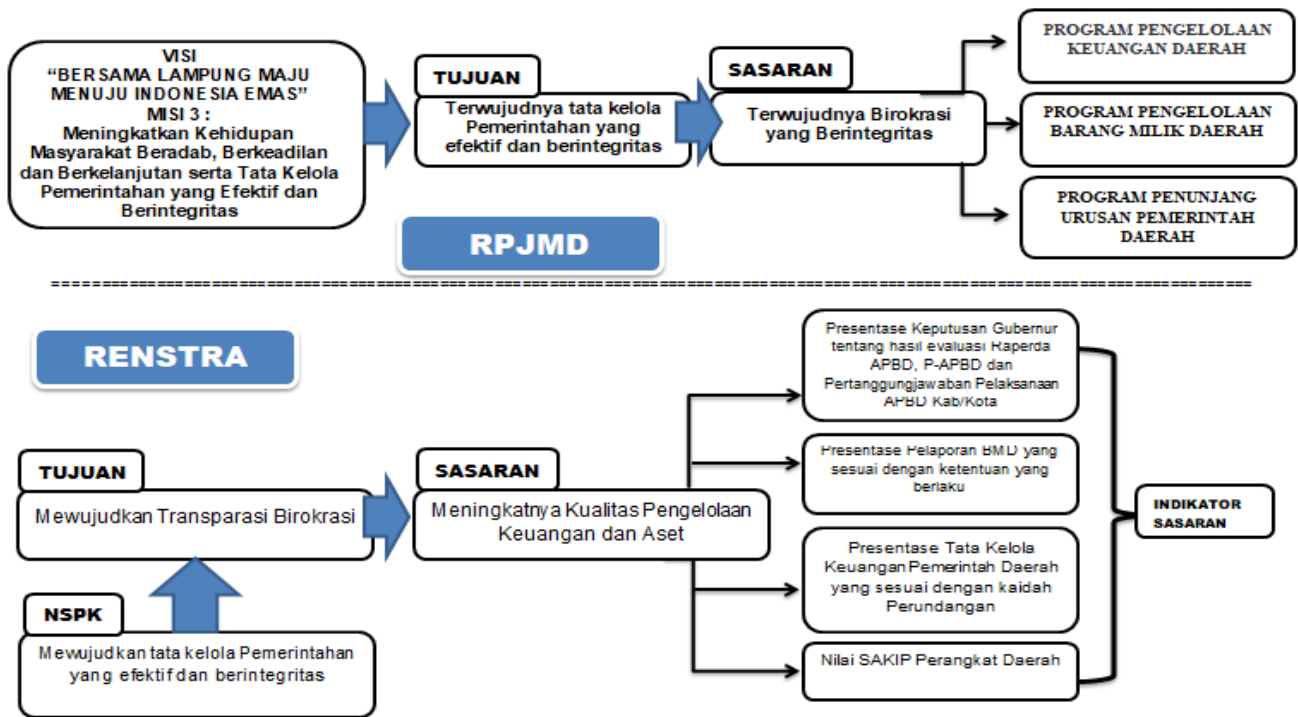 VISI
“BERSAMA LAMPUNG MAJU
MENUJU INDONESIA EMAS”
MISI 3 :
Meningkatkan Kehidupan
Masyarakat Beradab, Berkeadilan
dan Berkelanjutan serta Tata Kelola
Pemerintahan yang Efektif dan
Berintegritas
TUJUAN
Terwujudnya tata kelola
Pemerintahan yang
efektif dan berintegritas
SASARAN
Terwujudnya Birokrasi
yang Berintegritas
PROGRAM PENGELOLAAN
KEUANGAN DAERAH
PROGRAM PENGELOLAAN
BARANG MILIK DAERAH
PROGRAM PENUNJANG
URUSAN PEMERINTAH
DAERAH
RPJMD
RENSTRA
TUJUAN
Mewujudkan Transparasi Birokrasi
NSPK
Mewujudkan tata kelola Pemerintahan
yang efektif dan berintegritas
SASARAN
Meningkatnya Kualitas Pengelolaan
Keuangan dan Aset
Presentase Keputusan Gubernur
tentang hasil evaluasi Raperda
APBD, P-APBD dan
Pertanggungjawaban Pelaksanaan
APBD Kab/Kota
Presentase Pelaporan BMD yang
sesuai dengan ketentuan yang
berlaku
Presentase Tata Kelola
Keuangan Pemerintah Daerah
yang sesuai dengan kaidah
Perundangan
Nilai SAKIP Perangkat Daerah
INDIKATOR
SASARAN